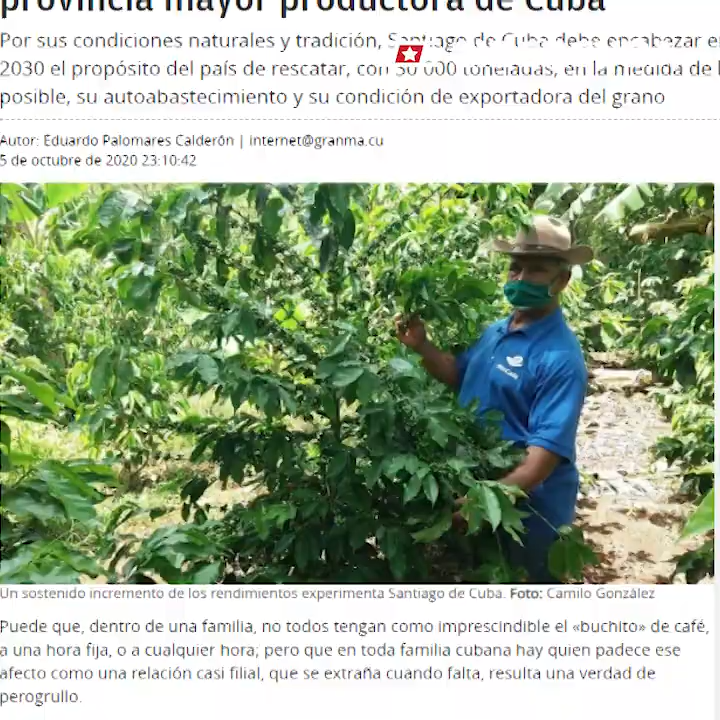 provincia mayor productora de Cuba
Por sus condiciones naturales y tradición, Santiago de Cuba debe encabezar e
2030 el propósito del país de rescatar, con 30 000 toneladas, en la medida de l
posible, su autoabastecimiento y su condición de exportadora del grano
Autor: Eduardo Palomares Calderón | internet@granma.cu
5 de octubre de 2020 23:10:42
Un sostenido incremento de los rendimientos experimenta Santiago de Cuba. Foto: Camilo González
Puede que, dentro de una familia, no todos tengan como imprescindible el «buchito» de café,
a una hora fija, o a cualquier hora; pero que en toda familia cubana hay quien padece ese
afecto como una relación casi filial, que se extraña cuando falta, resulta una verdad de
perogrullo.